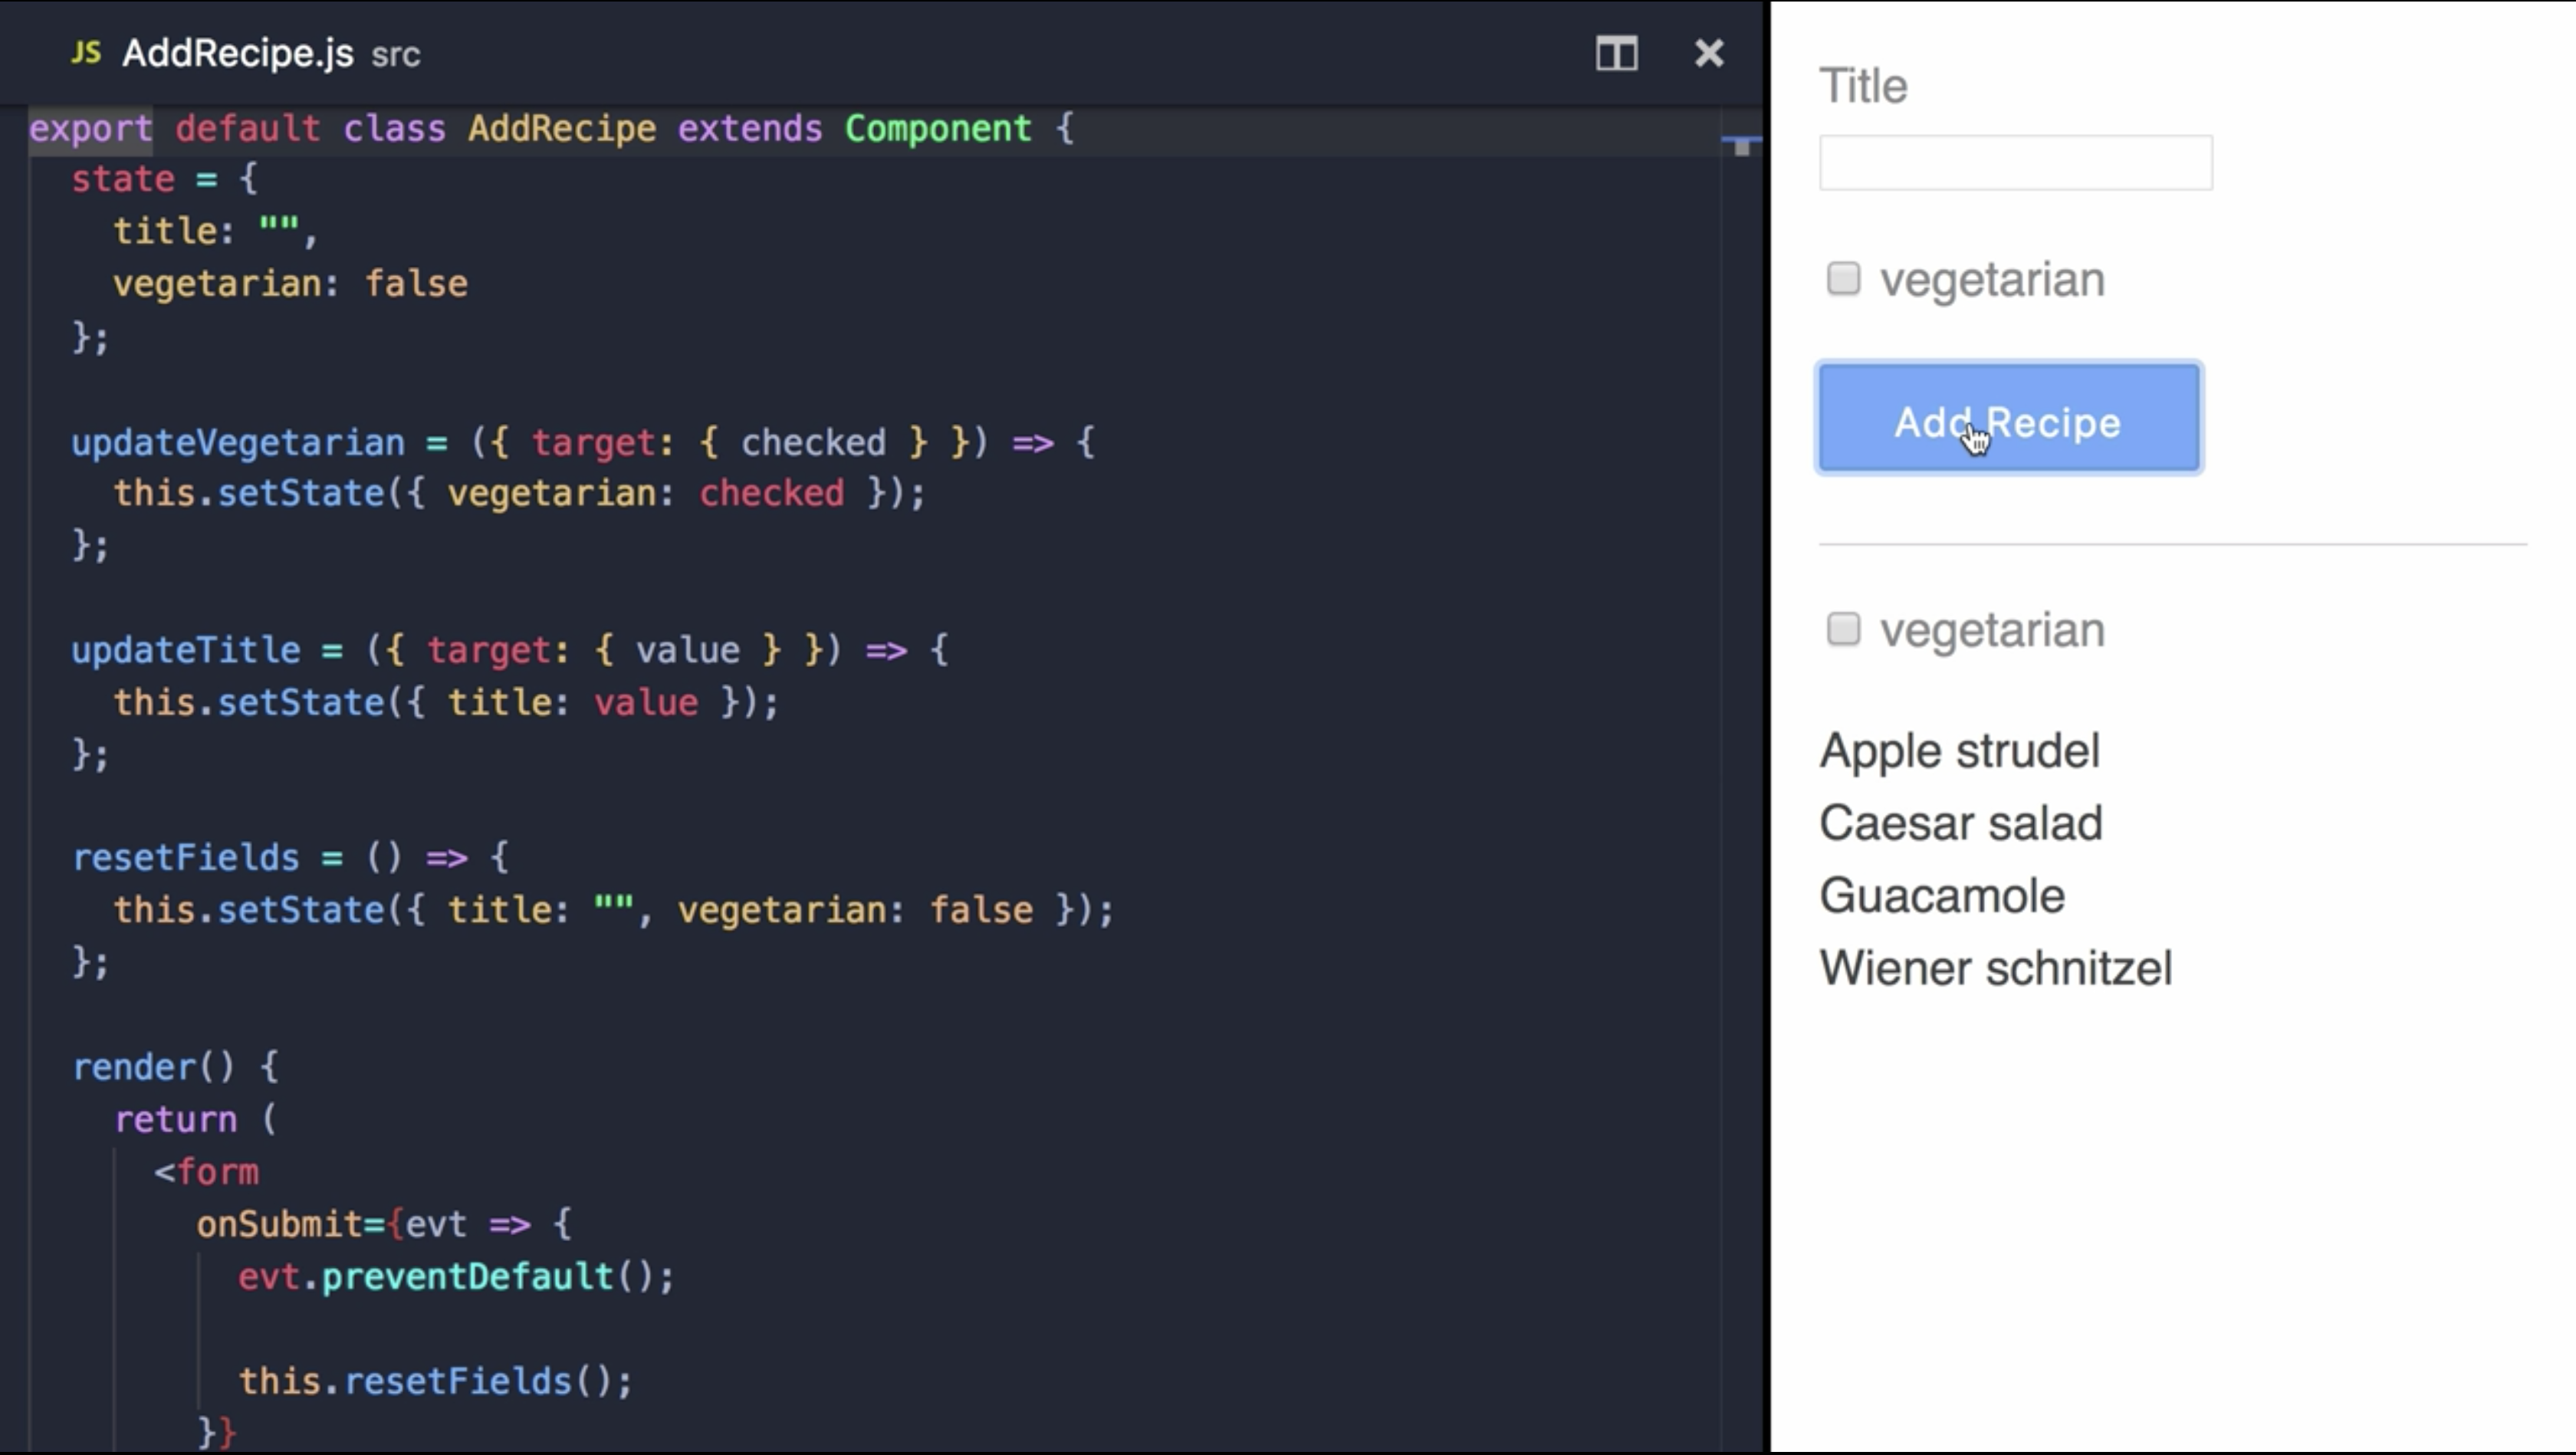 JS AddRecipe.js src
export default class AddRecipe extends Component {
  state = {
    title: "",
    vegetarian: false
  };

  updateVegetarian = ({ target: { checked } }) => {
    this.setState({ vegetarian: checked });
  };

  updateTitle = ({ target: { value } }) => {
    this.setState({ title: value });
  };

  resetFields = () => {
    this.setState({ title: "", vegetarian: false });
  };

  render() {
    return (
      <form
        onSubmit={evt => {
          evt.preventDefault();

          this.resetFields();
        }}
Title
vegetarian
Add Recipe
vegetarian
Apple strudel
Caesar salad
Guacamole
Wiener schnitzel